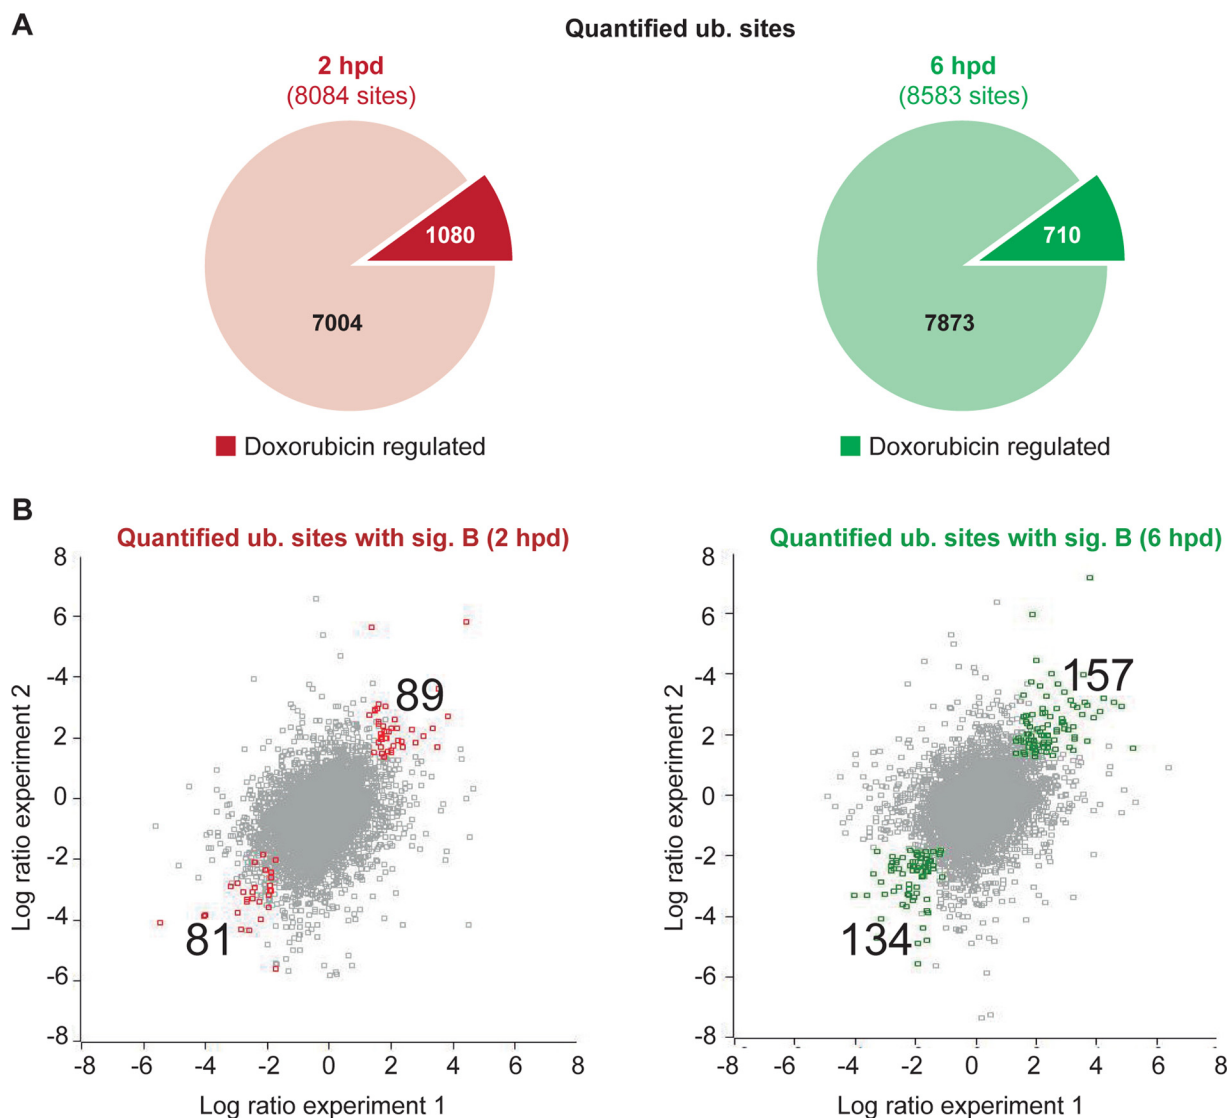 A
Quantified ub. sites
2 hpd
(8084 sites)
1080
7004
Doxorubicin regulated
6 hpd
(8583 sites)
710
7873
Doxorubicin regulated
B
Quantified ub. sites with sig. B (2 hpd)
8
6
-4
2
0
-2
-4
-6
-8
Log ratio experiment 2
89
81
-8
-6
-4
-2
0
2
4
6
8
Log ratio experiment 1
Quantified ub. sites with sig. B (6 hpd)
8
6
-4
2
0
-2
-4
-6
-8
Log ratio experiment 2
157
134
-8
-6
-4
-2
0
2
4
6
8
Log ratio experiment 1